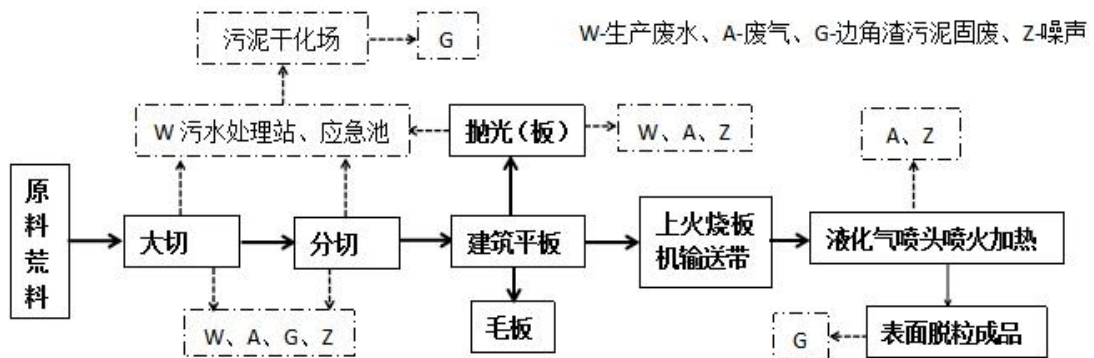 污泥干化场
G
W-生产废水、A-废气、G-边角渣污泥固废、Z-噪声
W 污水处理站、应急池
抛光（板）
W、A、Z
A、Z
原
料
荒
料
大切
分切
建筑平板
上火烧板
机输送带
液化气喷头喷火加热
W、A、G、Z
毛板
G
表面脱粒成品